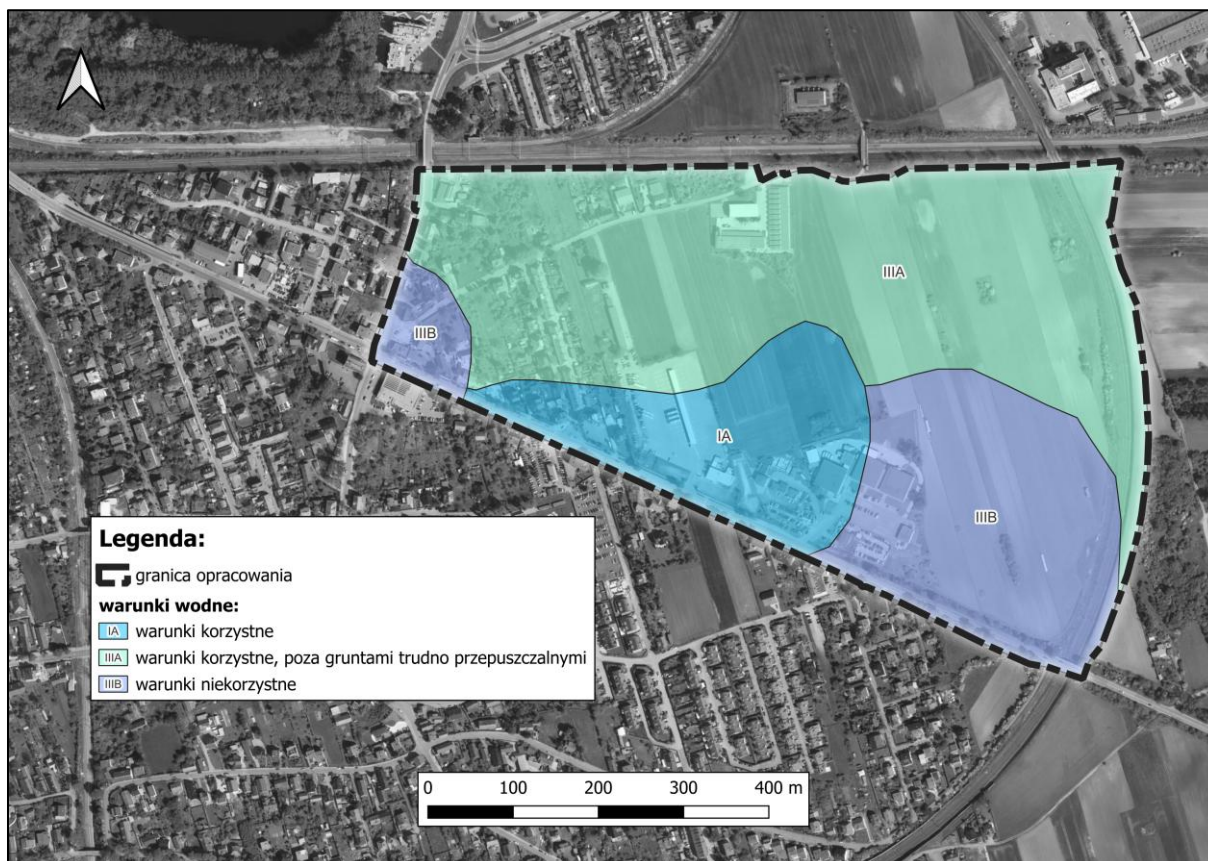 IIIA
IIIB
IA
IIIB
Legenda:
granica opracowania
warunki wodne:
IA warunki korzystne
IIIA warunki korzystne, poza gruntami trudno przepuszczalnymi
IIIB warunki niekorzystne
0 100 200 300 400 m